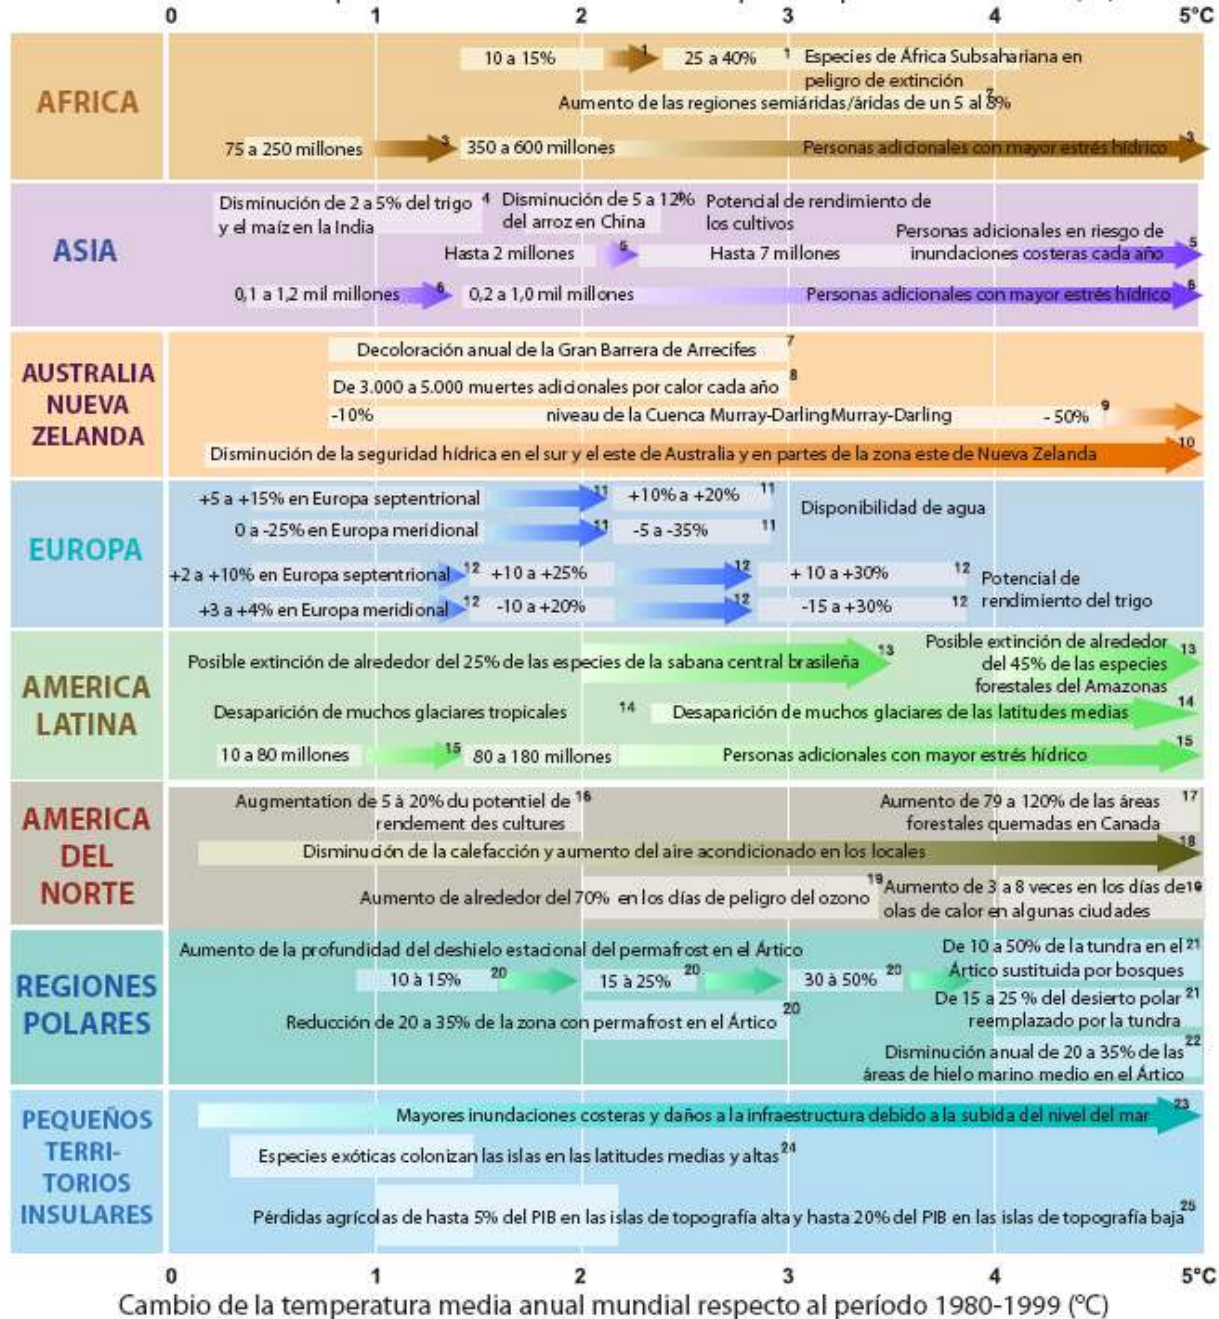 0 1 2 3 4 5°C
AFRICA
10 a 15% 1 25 a 40% 1 Especies de África Subsahariana en
peligro de extinción
Aumento de las regiones semiáridas/áridas de un 5 al 8% 2
75 a 250 millones 3 350 a 600 millones Personas adicionales con mayor estrés hídrico 3
ASIA
Disminución de 2 a 5% del trigo 4 Disminución de 5 a 12% 4 Potencial de rendimiento de
y el maíz en la India del arroz en China los cultivos
Personas adicionales en riesgo de
Hasta 2 millones 5 Hasta 7 millones inundaciones costeras cada año 5
0,1 a 1,2 mil millones 6 0,2 a 1,0 mil millones Personas adicionales con mayor estrés hídrico 6
AUSTRALIA
NUEVA
ZELANDA
Decoloración anual de la Gran Barrera de Arrecifes 7
De 3.000 a 5.000 muertes adicionales por calor cada año 8
-10% niveau de la Cuenca Murray-DarlingMurray-Darling - 50% 9
Disminución de la seguridad hídrica en el sur y el este de Australia y en partes de la zona este de Nueva Zelanda 10
EUROPA
+5 a +15% en Europa septentrional 11 +10% a +20% 11
Disponibilidad de agua
0 a -25% en Europa meridional 11 -5 a -35% 11
+2 a +10% en Europa septentrional 12 +10 a +25% 12 + 10 a +30% 12 Potencial de
rendimiento del trigo
+3 a +4% en Europa meridional 12 -10 a +20% 12 -15 a +30% 12
AMERICA
LATINA
Posible extinción de alrededor del 25% de las especies de la sabana central brasileña 13
Posible extinción de alrededor 13
del 45% de las especies
forestales del Amazonas
Desaparición de muchos glaciares tropicales 14 Desaparición de muchos glaciares de las latitudes medias 14
10 a 80 millones 15 80 a 180 millones Personas adicionales con mayor estrés hídrico 15
AMERICA
DEL
NORTE
Augmentation de 5 à 20% du potentiel de 16
rendement des cultures
Aumento de 79 a 120% de las áreas 17
forestales quemadas en Canada
Disminución de la calefacción y aumento del aire acondicionado en los locales 18
Aumento de alrededor del 70% en los días de peligro del ozono 19
Aumento de 3 a 8 veces en los días de 19
olas de calor en algunas ciudades
REGIONES
POLARES
Aumento de la profundidad del deshielo estacional del permafrost en el Ártico
10 à 15% 20 15 à 25% 20 30 à 50% 20
De 10 a 50% de la tundra en el 21
Ártico sustituida por bosques
De 15 a 25 % del desierto polar 21
reemplazado por la tundra
Reducción de 20 a 35% de la zona con permafrost en el Ártico 20
22
Disminución anual de 20 a 35% de las
áreas de hielo marino medio en el Ártico
PEQUEÑOS
TERRI-
TORIOS
INSULARES
Mayores inundaciones costeras y daños a la infraestructura debido a la subida del nivel del mar 23
Especies exóticas colonizan las islas en las latitudes medias y altas 24
Pérdidas agrícolas de hasta 5% del PIB en las islas de topografía alta y hasta 20% del PIB en las islas de topografía baja 25
0 1 2 3 4 5°C
Cambio de la temperatura media anual mundial respecto al período 1980-1999 (°C)